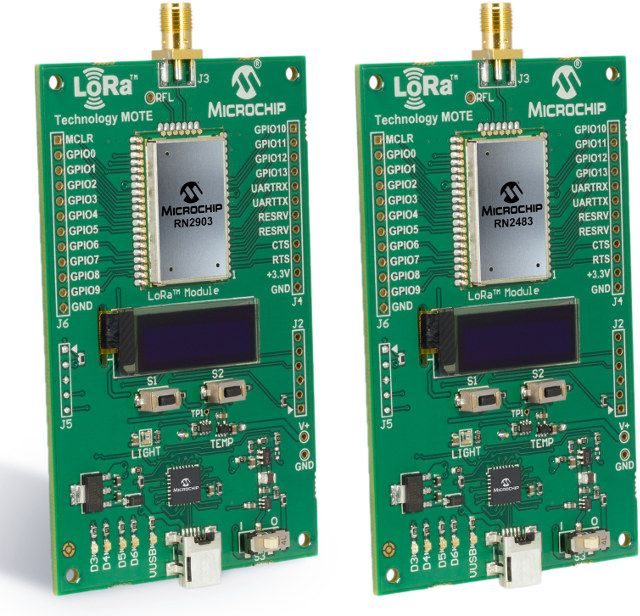 LoRa™
Technology MOTE
J3
RFL
®
MICROCHIP
MCLR
GPIO0
GPIO1
GPIO2
GPIO3
GPIO4
GPIO5
GPIO6
GPIO7
GPIO8
GPIO9
GND
J6
GPIO10
GPIO11
GPIO12
GPIO13
UARTRX
UARTTX
RESRV
RESRV
CTS
RTS
+3.3V
GND
J4
MICROCHIP
RN2903
1
LoRa™ Module
J2
S1
S2
J5
TP1
LIGHT
TEMP
V+
GND
MICROCHIP
D3
D4
D5
D6
VUSB
I
O
S3
LoRa™
Technology MOTE
J3
RFL
®
MICROCHIP
MCLR
GPIO0
GPIO1
GPIO2
GPIO3
GPIO4
GPIO5
GPIO6
GPIO7
GPIO8
GPIO9
GND
J6
GPIO10
GPIO11
GPIO12
GPIO13
UARTRX
UARTTX
RESRV
RESRV
CTS
RTS
+3.3V
GND
J4
MICROCHIP
RN2483
1
LoRa™ Module
J2
S1
S2
J5
TP1
LIGHT
TEMP
V+
GND
MICROCHIP
D3
D4
D5
D6
VUSB
I
O
S3